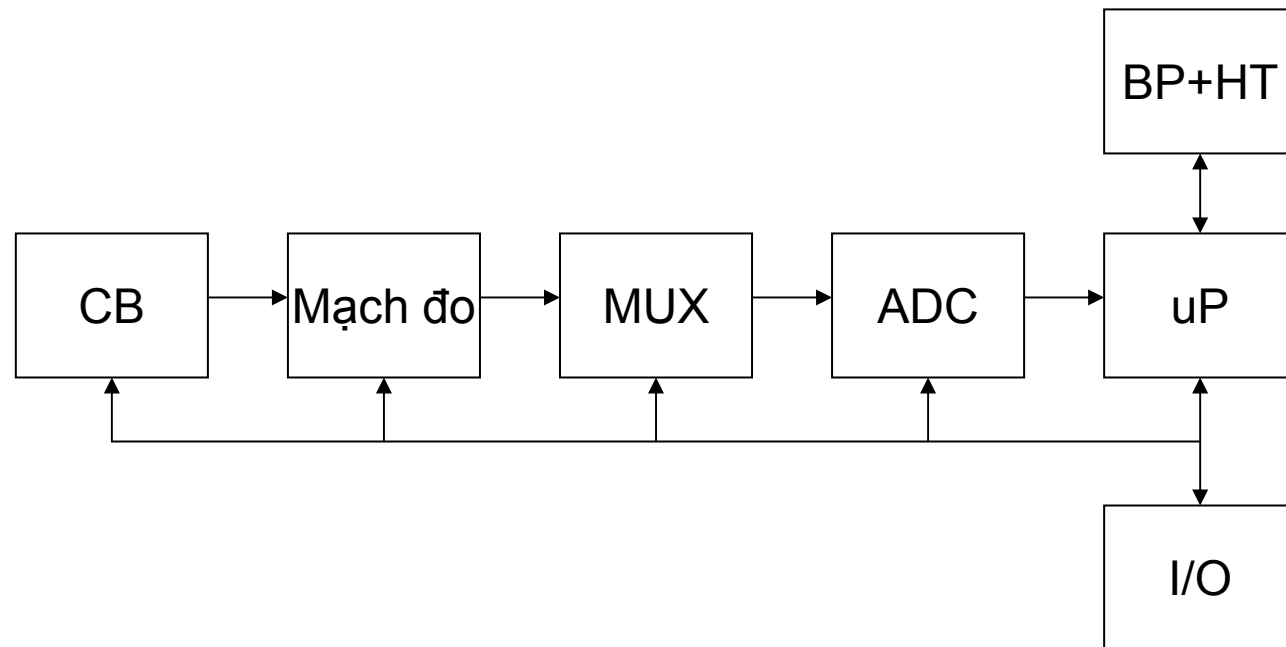 BP+HT
CB
Mạch đo
MUX
ADC
uP
I/O